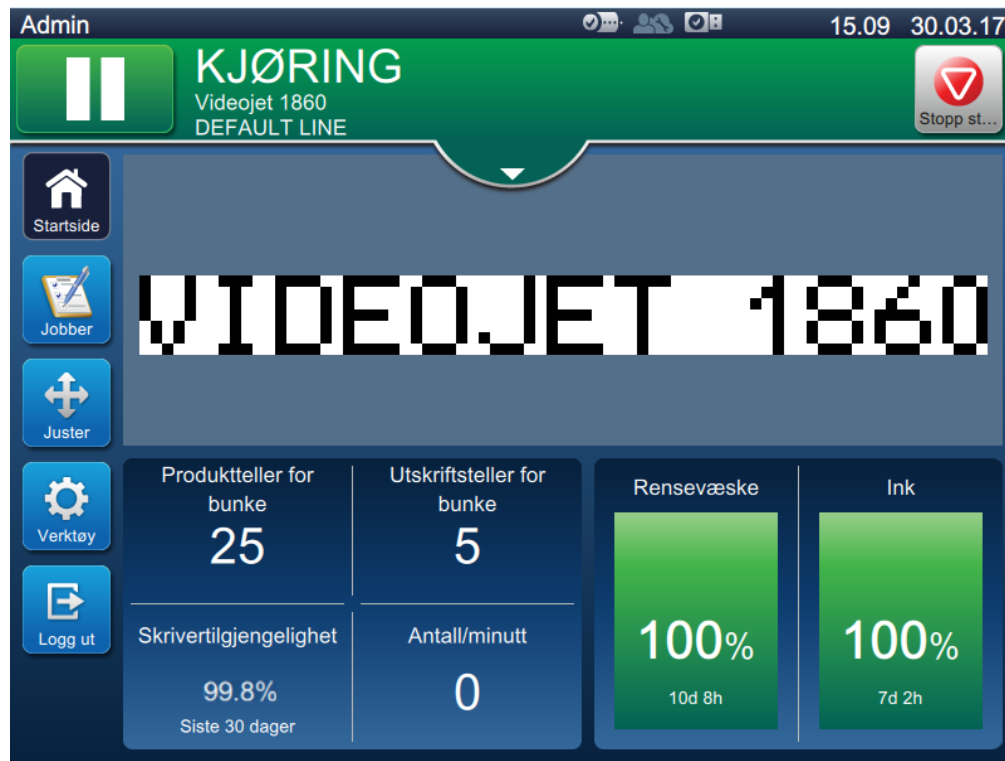 Admin
15.09 30.03.17
KJØRING
Videojet 1860
DEFAULT LINE
Stopp st...
Startside
Jobber
Juster
Verktøy
Logg ut
VIDEOJET 1860
Produktteller for
bunke
25
Utskriftsteller for
bunke
5
Skrivertilgjengelighet
99.8%
Siste 30 dager
Antall/minutt
0
Rensevæske
100%
10d 8h
Ink
100%
7d 2h